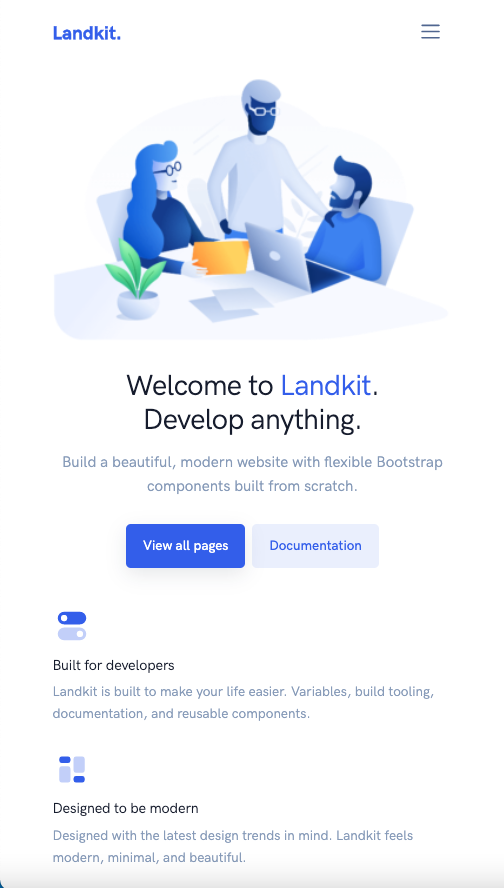 Landkit.
Welcome to Landkit.
Develop anything.
Build a beautiful, modern website with flexible Bootstrap
components built from scratch.
View all pages
Documentation
Built for developers
Landkit is built to make your life easier. Variables, build tooling,
documentation, and reusable components.
Designed to be modern
Designed with the latest design trends in mind. Landkit feels
modern, minimal, and beautiful.